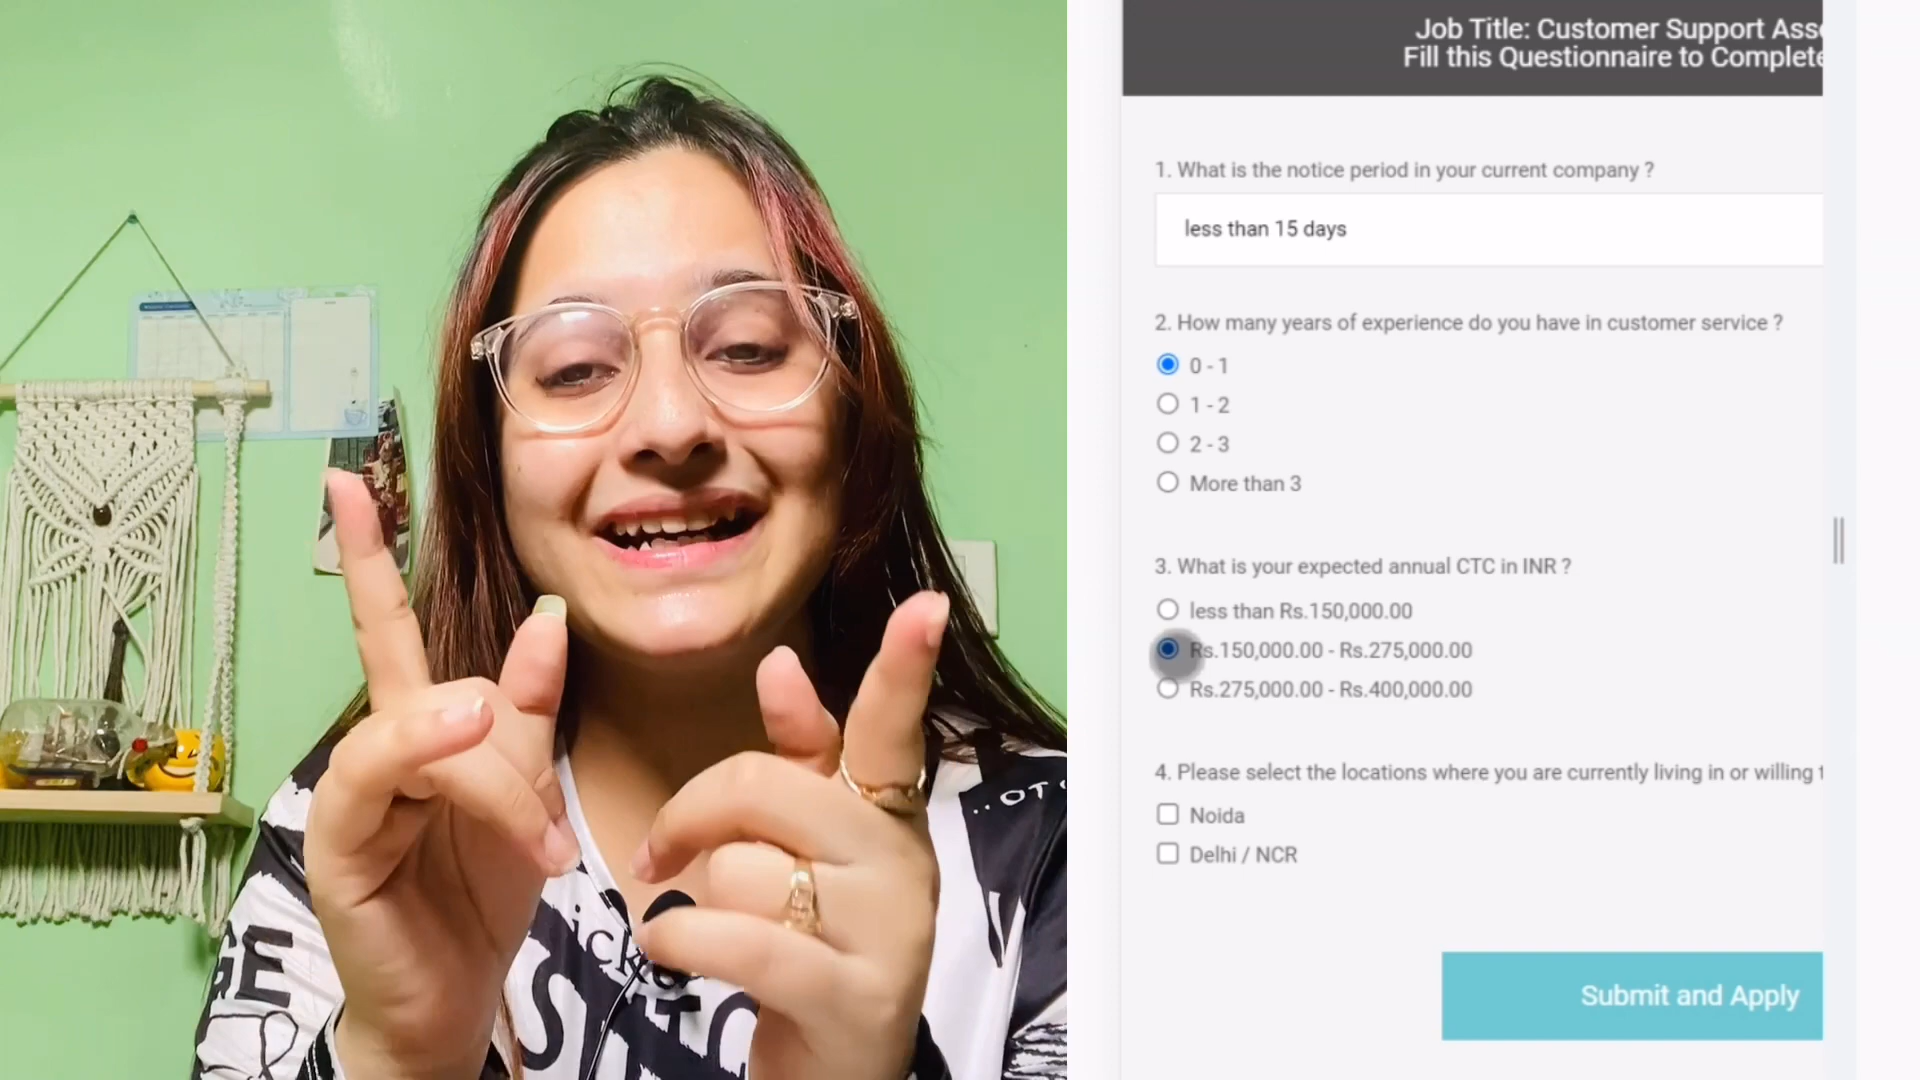 Job Title: Customer Support Ass
Fill this Questionnaire to Complete
1. What is the notice period in your current company ?
less than 15 days
2. How many years of experience do you have in customer service ?
0 - 1
1 - 2
2 - 3
More than 3
3. What is your expected annual CTC in INR ?
less than Rs.150,000.00
Rs.150,000.00 - Rs.275,000.00
Rs.275,000.00 - Rs.400,000.00
4. Please select the locations where you are currently living in or willing
Noida
Delhi / NCR
Submit and Apply